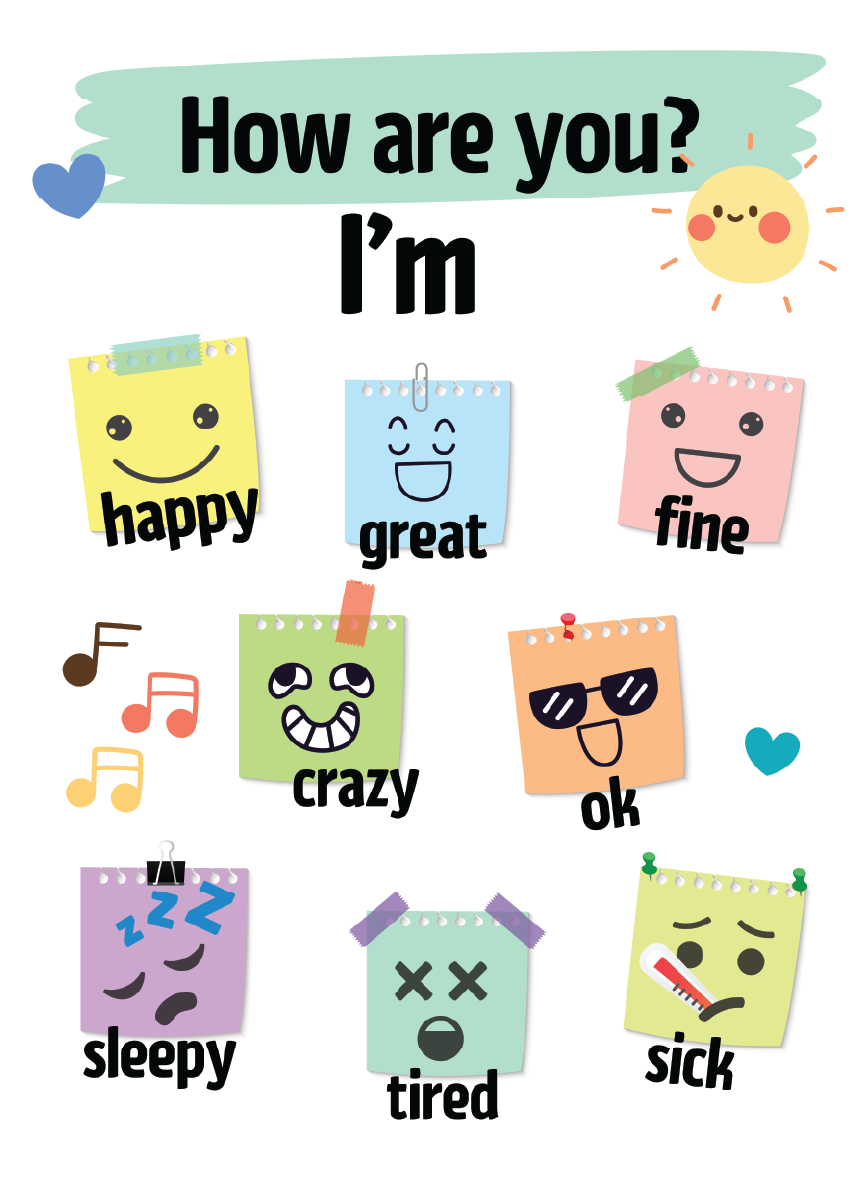 How are you?
I'm
happy
great
fine
crazy
ok
z z Z
sleepy
tired
sick